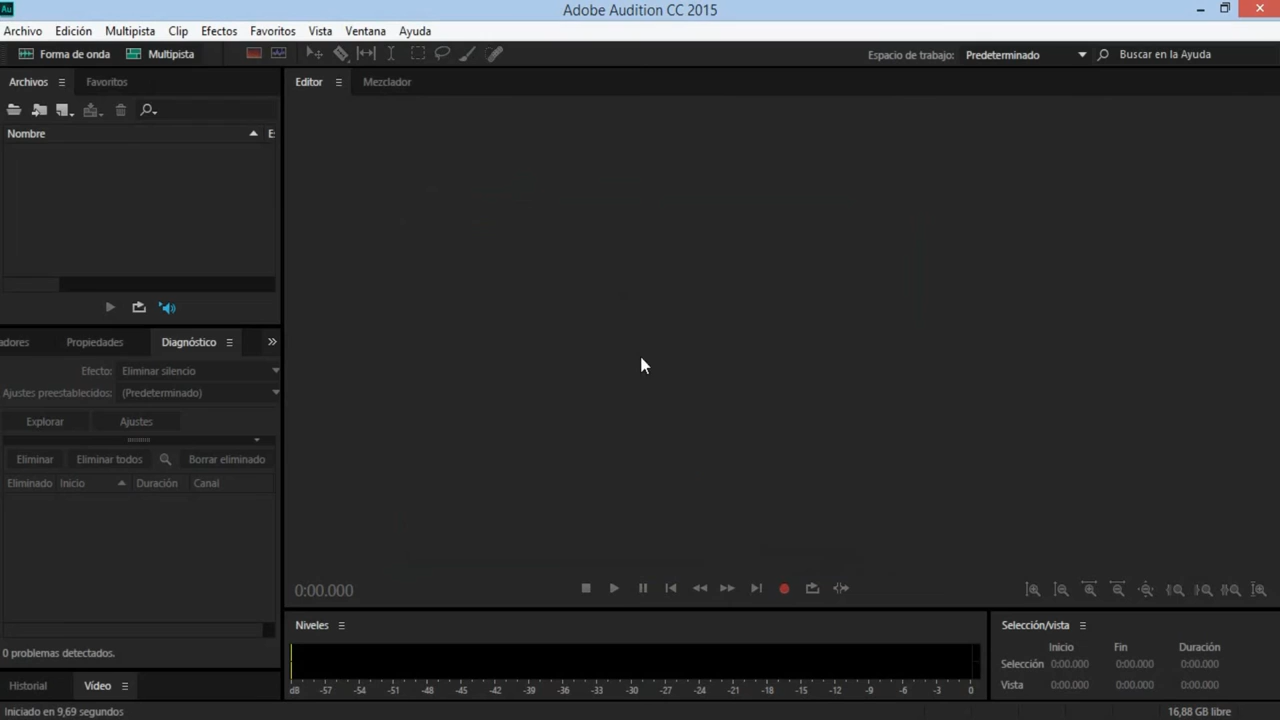 Au
Adobe Audition CC 2015
Archivo Edición Multipista Clip Efectos Favoritos Vista Ventana Ayuda
Forma de onda Multipista Espacio de trabajo: Predeterminado Buscar en la Ayuda
Archivos Favoritos
Editor Mezclador
Nombre E
adores Propiedades Diagnóstico
Efecto: Eliminar silencio
Ajustes preestablecidos: (Predeterminado)
Explorar Ajustes
Eliminar Eliminar todos Borrar eliminado
Eliminado Inicio Duración Canal
0 problemas detectados.
Historial Vídeo
0:00.000
Niveles
dB -57 -54 -51 -48 -45 -42 -39 -36 -33 -30 -27 -24 -21 -18 -15 -12 -9 -6 -3 0
Selección/vista
Inicio Fin Duración
Selección 0:00.000 0:00.000 0:00.000
Vista 0:00.000 0:00.000 0:00.000
Iniciado en 9,69 segundos 16,88 GB libre